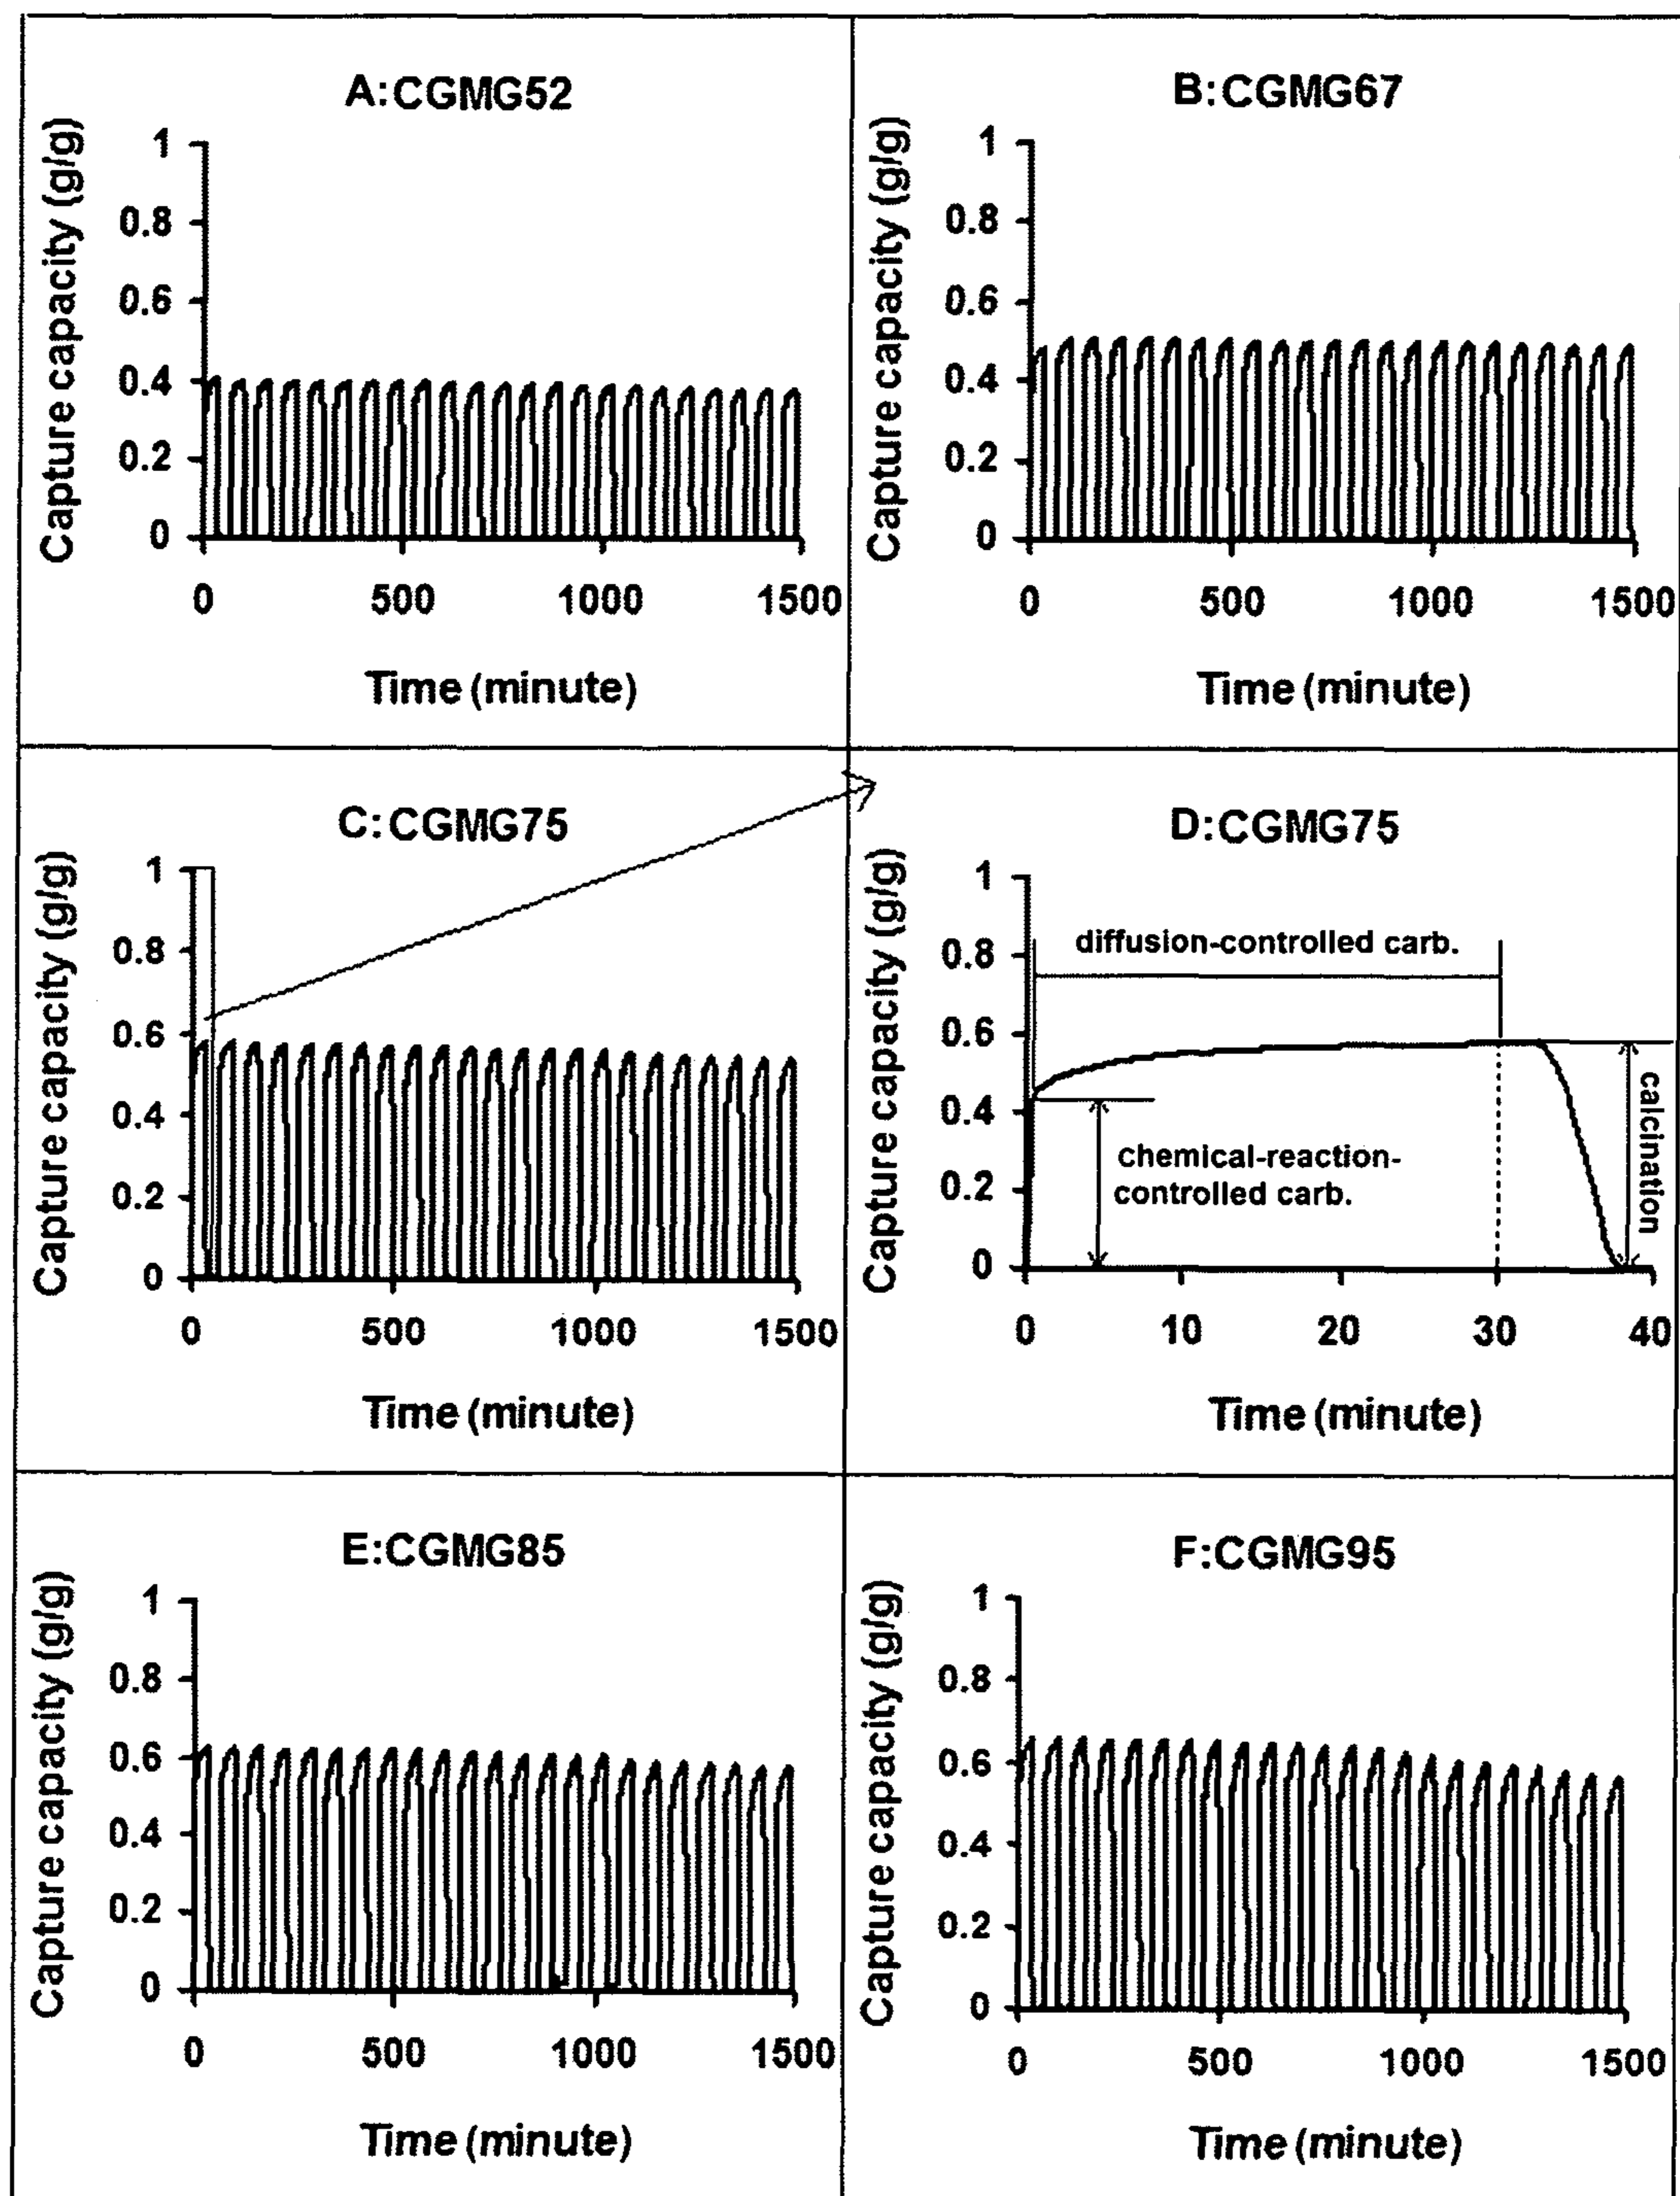 A:CGMG52
Capture capacity (g/g)
1
0.8
0.6
0.4
0.2
0
0 500 1000 1500
Time (minute)
B:CGMG67
Capture capacity (g/g)
1
0.8
0.6
0.4
0.2
0
0 500 1000 1500
Time (minute)
C:CGMG75
Capture capacity (g/g)
1
0.8
0.6
0.4
0.2
0
0 500 1000 1500
Time (minute)
D:CGMG75
Capture capacity (g/g)
1
0.8
0.6
0.4
0.2
0
diffusion-controlled carb.
chemical-reaction-
controlled carb.
calcination
0 10 20 30 40
Time (minute)
E:CGMG85
Capture capacity (g/g)
1
0.8
0.6
0.4
0.2
0
0 500 1000 1500
Time (minute)
F:CGMG95
Capture capacity (g/g)
1
0.8
0.6
0.4
0.2
0
0 500 1000 1500
Time (minute)